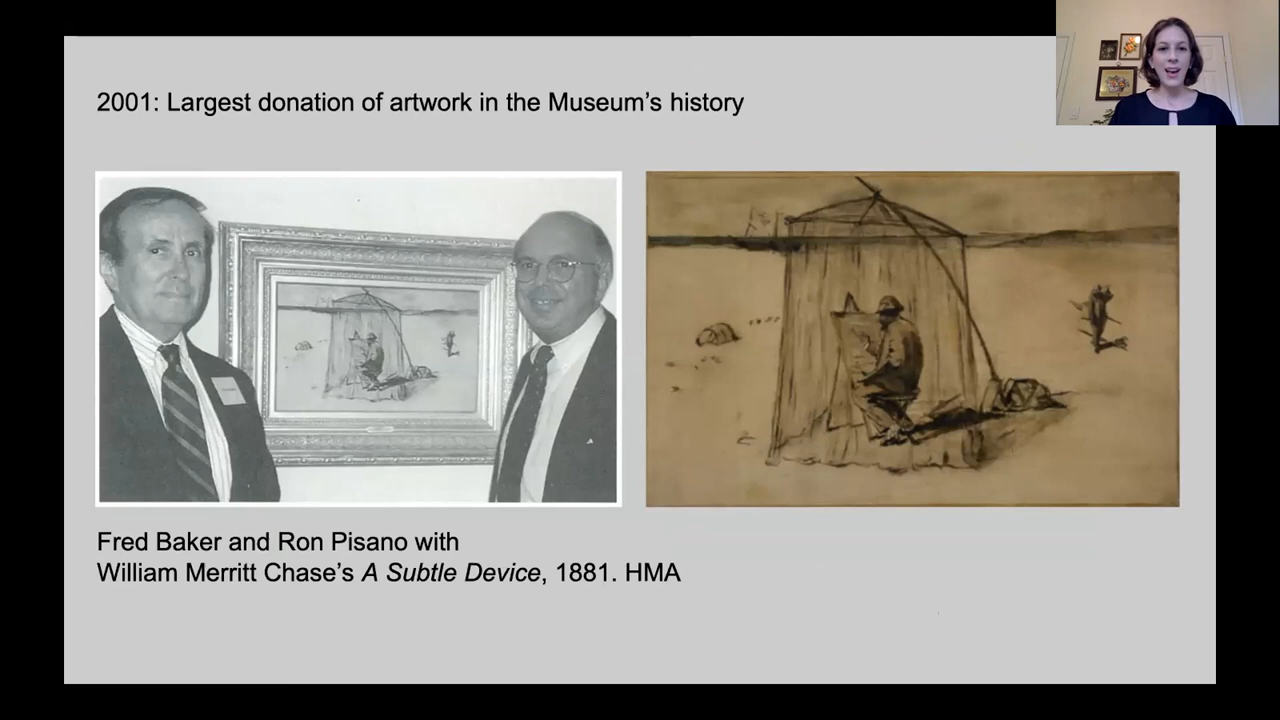 2001: Largest donation of artwork in the Museum’s history
Fred Baker and Ron Pisano with
William Merritt Chase’s A Subtle Device, 1881. HMA